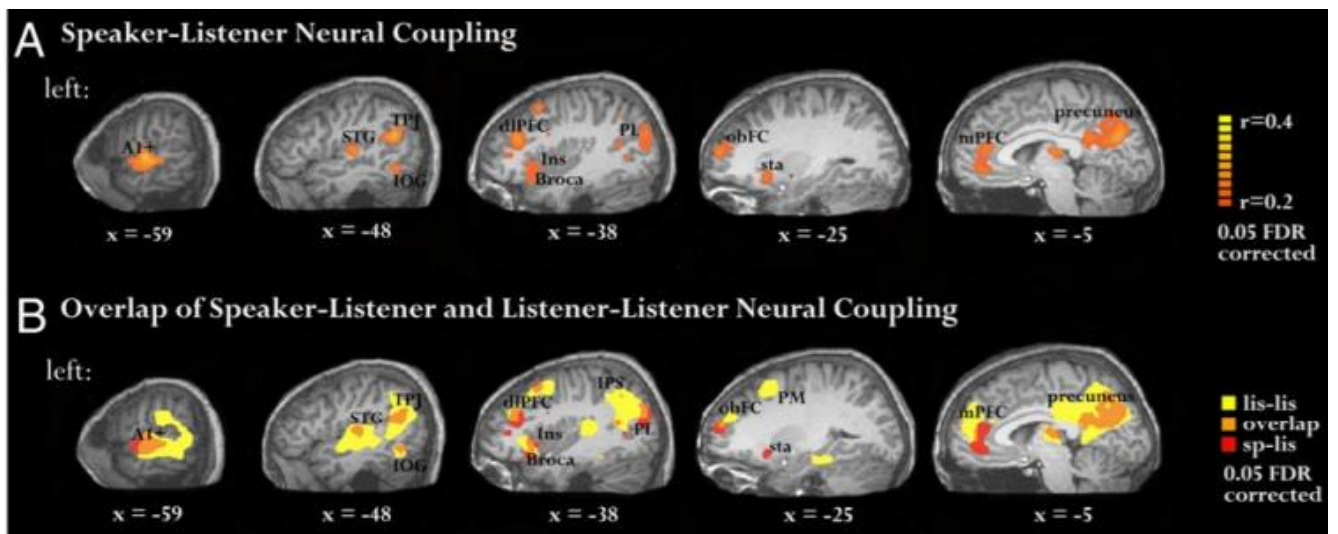 A Speaker-Listener Neural Coupling
left:
A1+
STG TPJ IOG
dlPFC PL Ins Broca
obFC sta
mPFC precuneus
x = -59 x = -48 x = -38 x = -25 x = -5
r=0.4
r=0.2
0.05 FDR
corrected
B Overlap of Speaker-Listener and Listener-Listener Neural Coupling
left:
A1+
STG TPJ IOG
dlPFC IPS PL Ins Broca
obFC PM sta
mPFC precuneus
x = -59 x = -48 x = -38 x = -25 x = -5
lis-lis
overlap
sp-lis
0.05 FDR
corrected